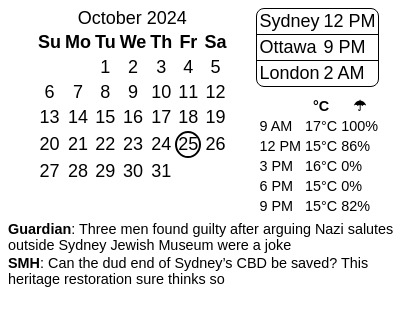 October 2024
Su Mo Tu We Th Fr Sa
1 2 3 4 5
6 7 8 9 10 11 12
13 14 15 16 17 18 19
20 21 22 23 24 25 26
27 28 29 30 31
Sydney 12 PM
Ottawa 9 PM
London 2 AM
°C ☂
9 AM 17°C 100%
12 PM 15°C 86%
3 PM 16°C 0%
6 PM 15°C 0%
9 PM 15°C 82%
Guardian: Three men found guilty after arguing Nazi salutes
outside Sydney Jewish Museum were a joke
SMH: Can the dud end of Sydney’s CBD be saved? This
heritage restoration sure thinks so